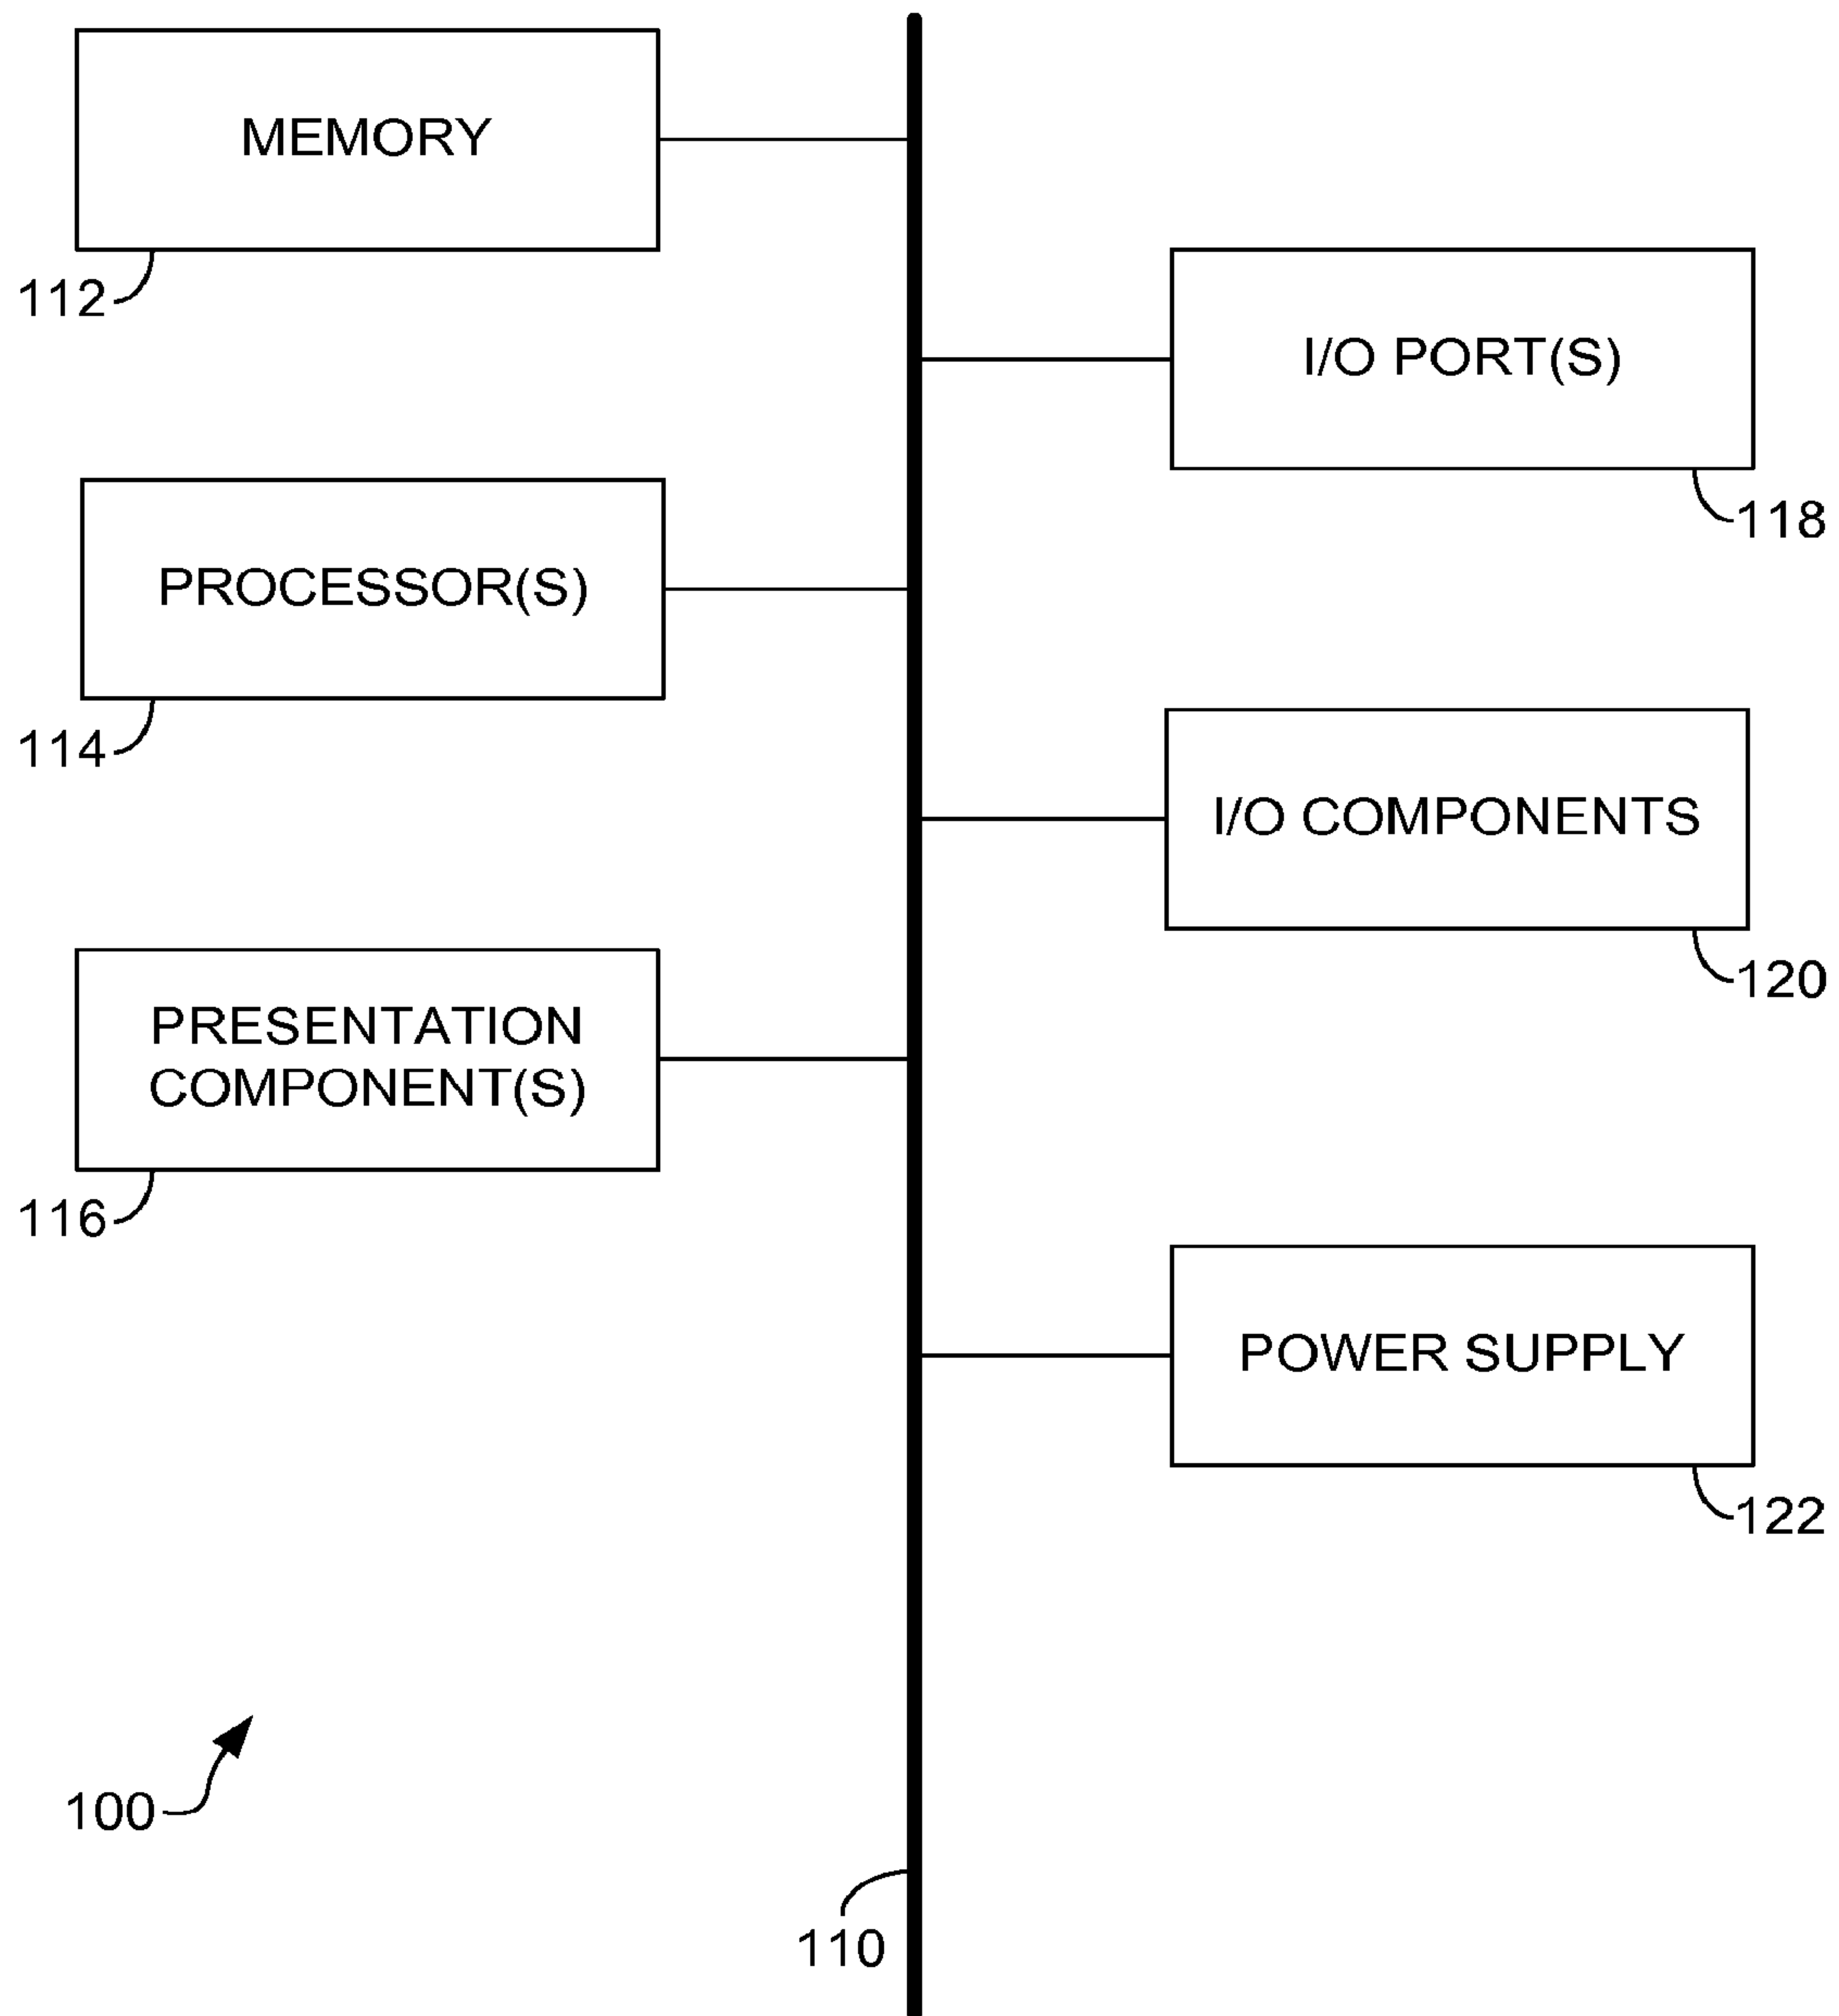 MEMORY
112
I/O PORT(S)
118
PROCESSOR(S)
114
I/O COMPONENTS
120
PRESENTATION
COMPONENT(S)
116
POWER SUPPLY
122
100
110